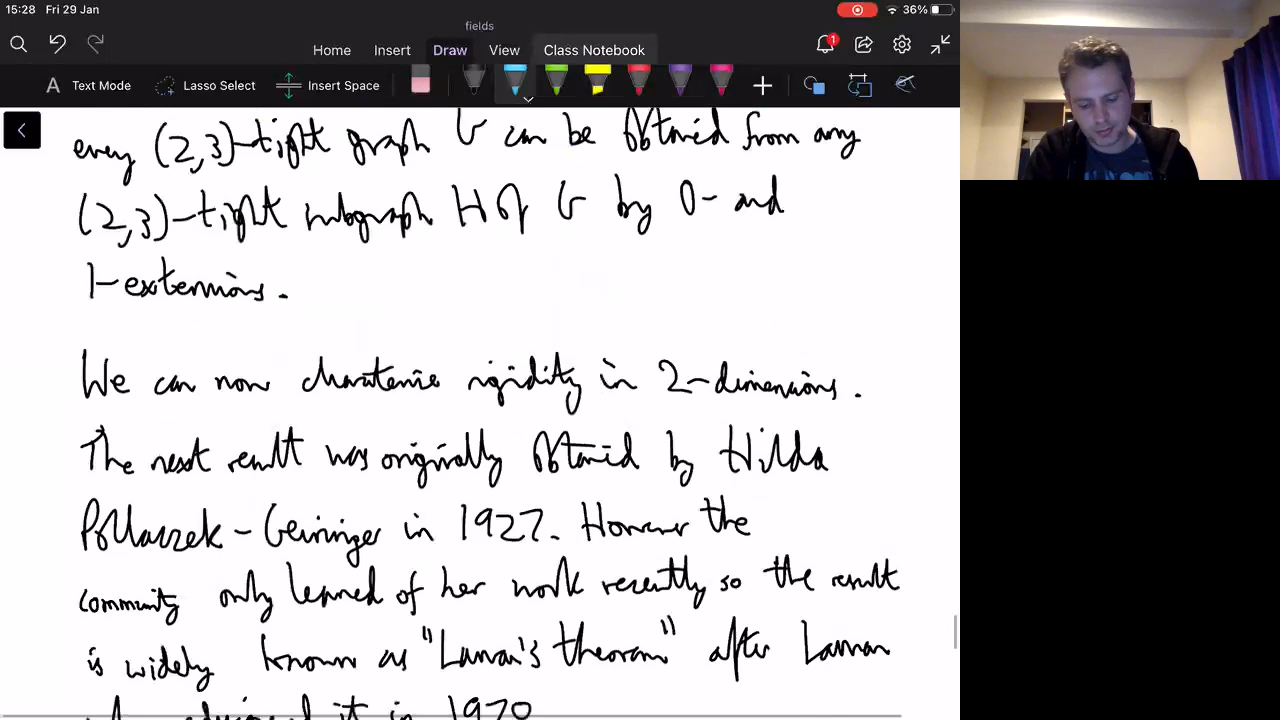 15:28 Fri 29 Jan
36%
fields
Home Insert Draw View Class Notebook
1
Text Mode Lasso Select Insert Space
every (2,3)-tight graph G can be obtained from any
(2,3)-tight subgraph H of G by 0- and
1-extensions.
We can now characterise rigidity in 2-dimensions.
The next result was originally obtained by Hilda
Pollaczek-Geiringer in 1927. However the
community only learned of her work recently so the result
is widely known as "Laman's theorem" after Laman
it in 1970